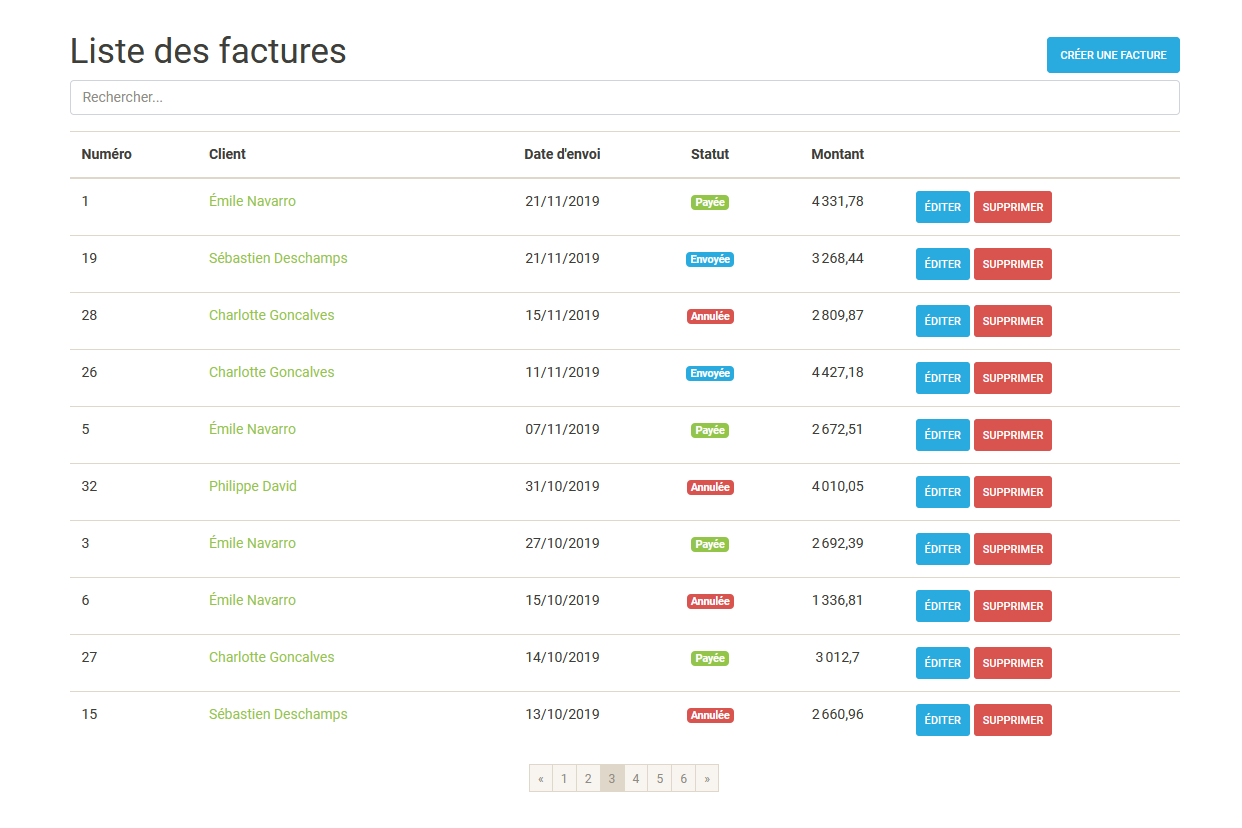 Liste des factures
CRÉER UNE FACTURE
Rechercher...
Numéro Client Date d'envoi Statut Montant
1 Émile Navarro 21/11/2019 Payée 4 331,78 ÉDITER SUPPRIMER
19 Sébastien Deschamps 21/11/2019 Envoyée 3 268,44 ÉDITER SUPPRIMER
28 Charlotte Goncalves 15/11/2019 Annulée 2 809,87 ÉDITER SUPPRIMER
26 Charlotte Goncalves 11/11/2019 Envoyée 4 427,18 ÉDITER SUPPRIMER
5 Émile Navarro 07/11/2019 Payée 2 672,51 ÉDITER SUPPRIMER
32 Philippe David 31/10/2019 Annulée 4 010,05 ÉDITER SUPPRIMER
3 Émile Navarro 27/10/2019 Payée 2 692,39 ÉDITER SUPPRIMER
6 Émile Navarro 15/10/2019 Annulée 1 336,81 ÉDITER SUPPRIMER
27 Charlotte Goncalves 14/10/2019 Payée 3 012,7 ÉDITER SUPPRIMER
15 Sébastien Deschamps 13/10/2019 Annulée 2 660,96 ÉDITER SUPPRIMER
« 1 2 3 4 5 6 »